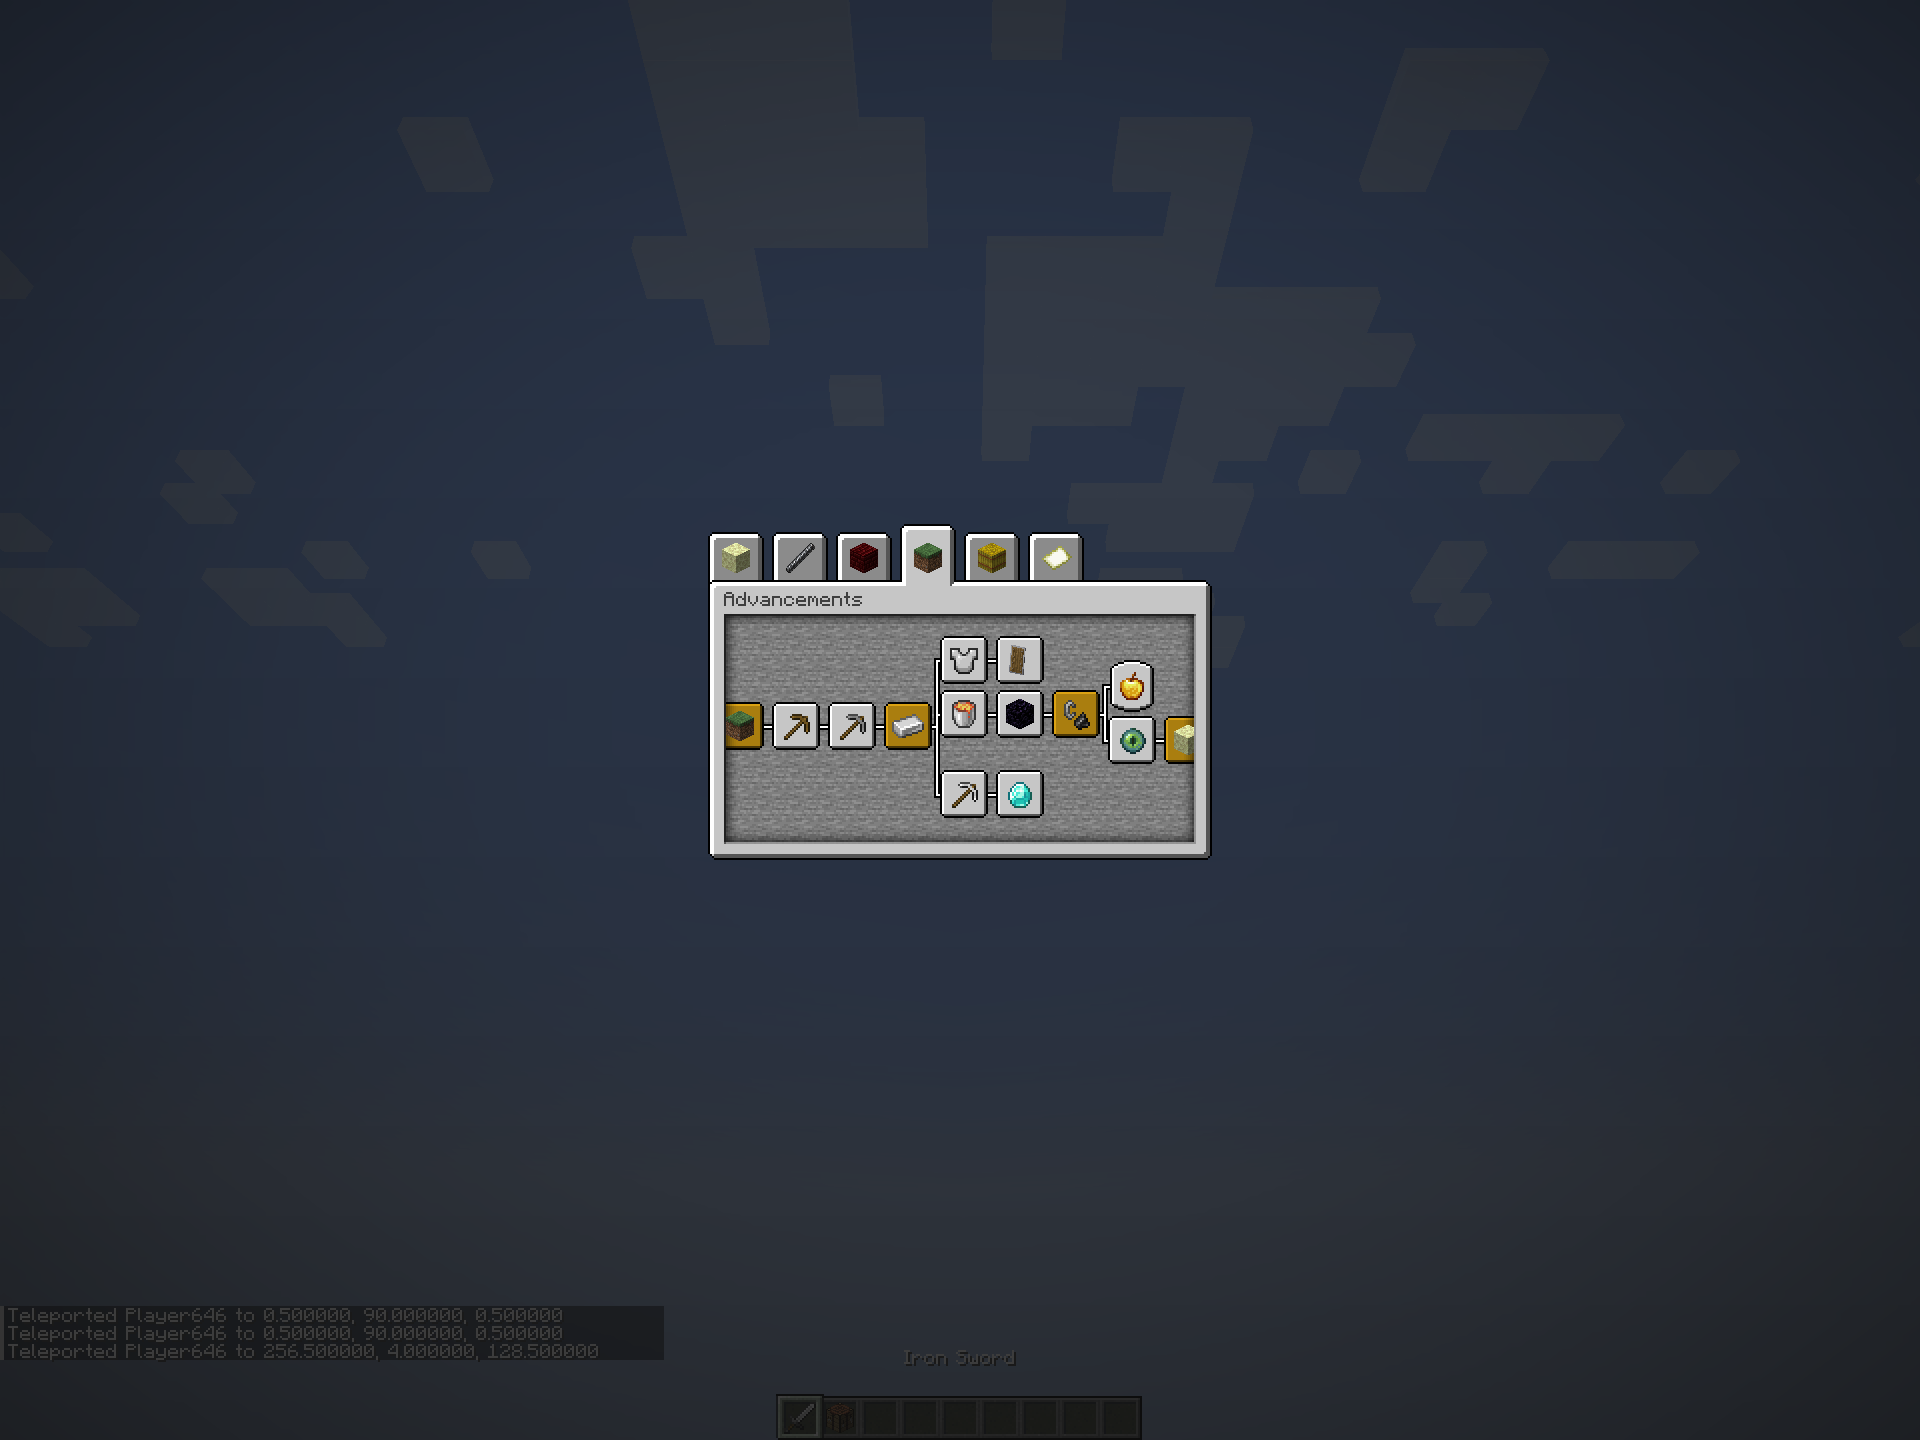 Advancements
Teleported Player646 to 0.500000, 90.000000, 0.500000
Teleported Player646 to 0.500000, 90.000000, 0.500000
Teleported Player646 to 256.500000, 4.000000, 128.500000
Iron Sword